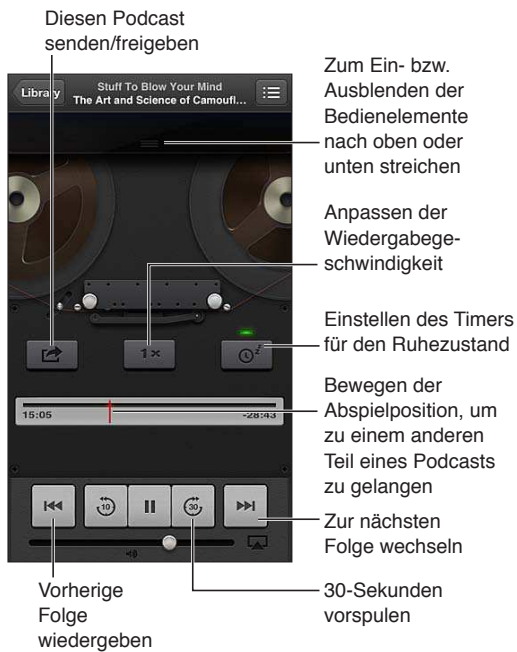 Diesen Podcast
senden/freigeben
Library
Stuff To Blow Your Mind
The Art and Science of Camoufl...
Zum Ein- bzw.
Ausblenden der
Bedienelemente
nach oben oder
unten streichen
Anpassen der
Wiedergabege-
schwindigkeit
1×
z
Einstellen des Timers
für den Ruhezustand
15:05
-28:43
Bewegen der
Abspielposition, um
zu einem anderen
Teil eines Podcasts
zu gelangen
10
30
Zur nächsten
Folge wechseln
Vorherige
Folge
wiedergeben
30-Sekunden
vorspulen